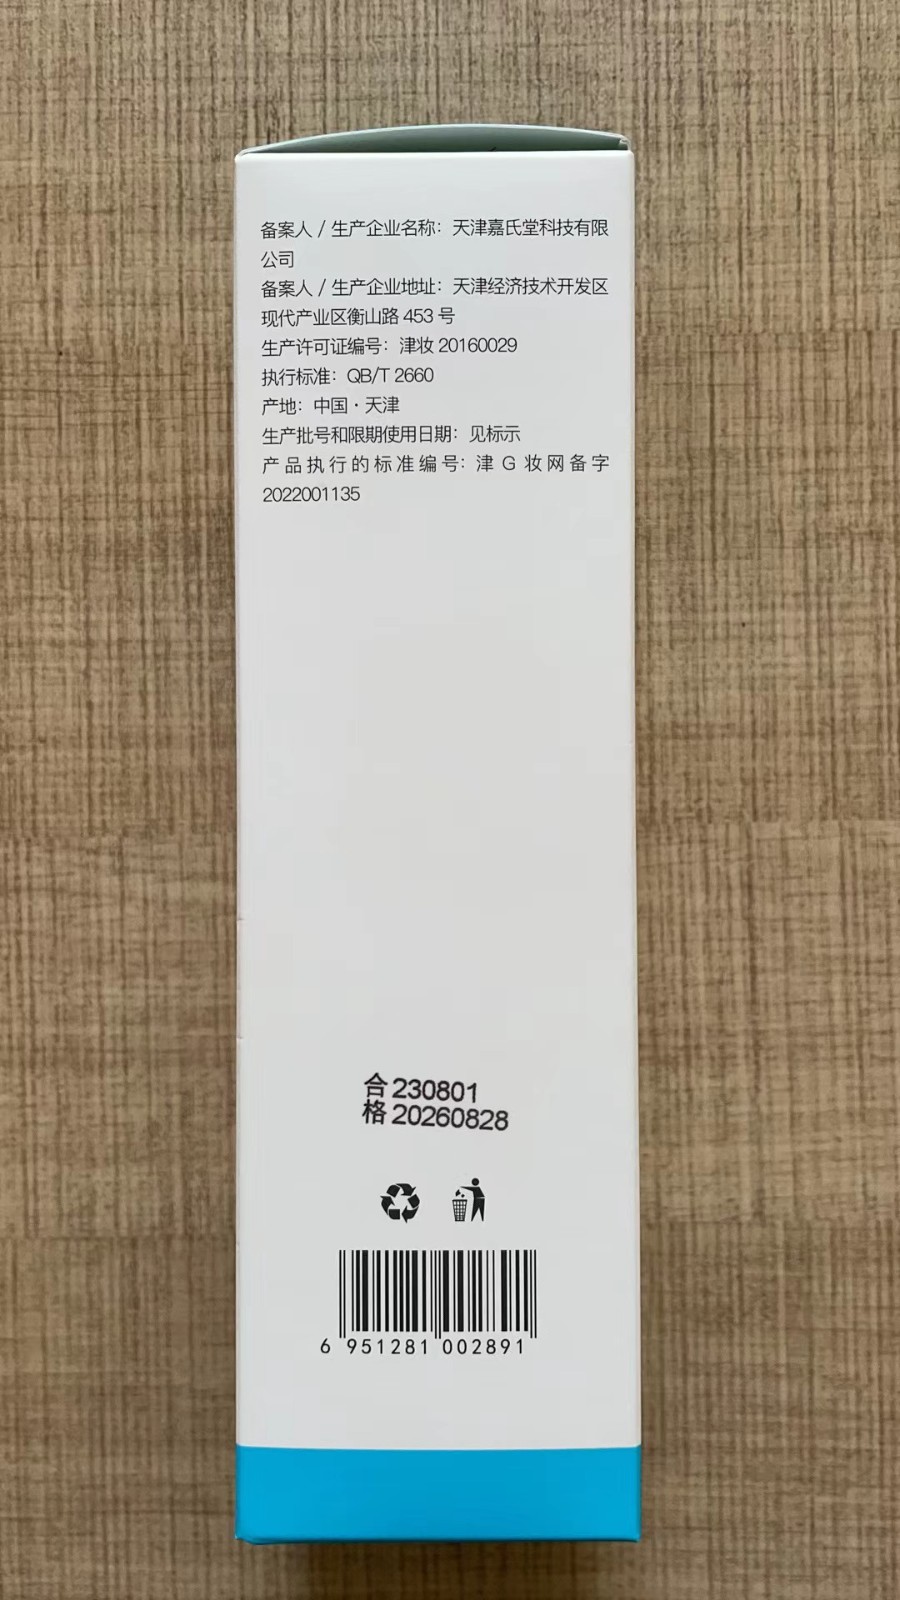 备案人 / 生产企业名称：天津嘉氏堂科技有限
公司
备案人 / 生产企业地址：天津经济技术开发区
现代产业区衡山路 453 号
生产许可证编号：津妆 20160029
执行标准：QB/T 2660
产地：中国·天津
生产批号和限期使用日期：见标示
产品执行的标准编号：津 G 妆网备字
2022001135
合 230801
格 20260828
6 951281 002891